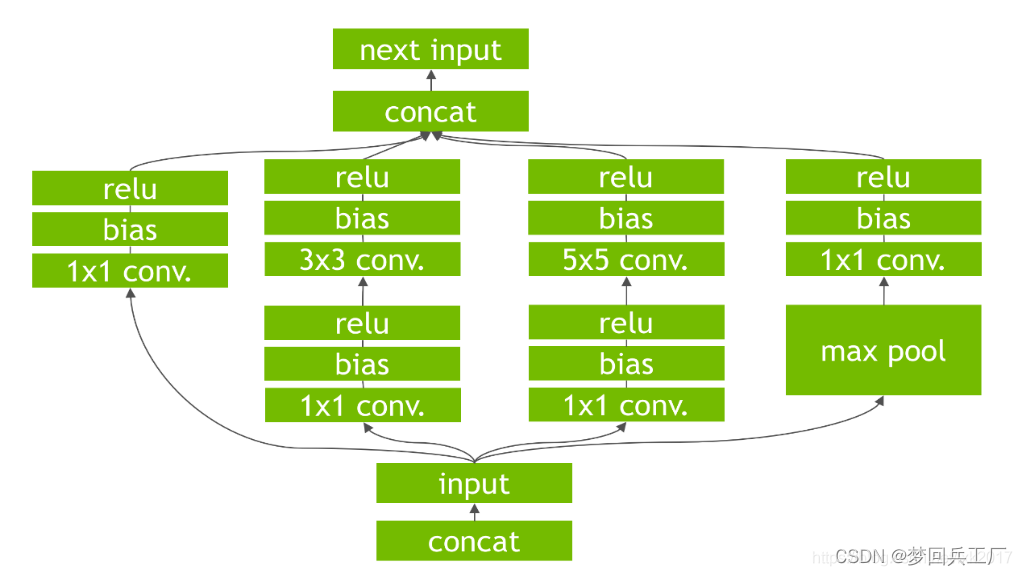 next input
concat
relu
bias
1x1 conv.
relu
bias
3x3 conv.
relu
bias
1x1 conv.
relu
bias
5x5 conv.
relu
bias
1x1 conv.
relu
bias
1x1 conv.
max pool
input
concat
CSDN @梦回兵工厂